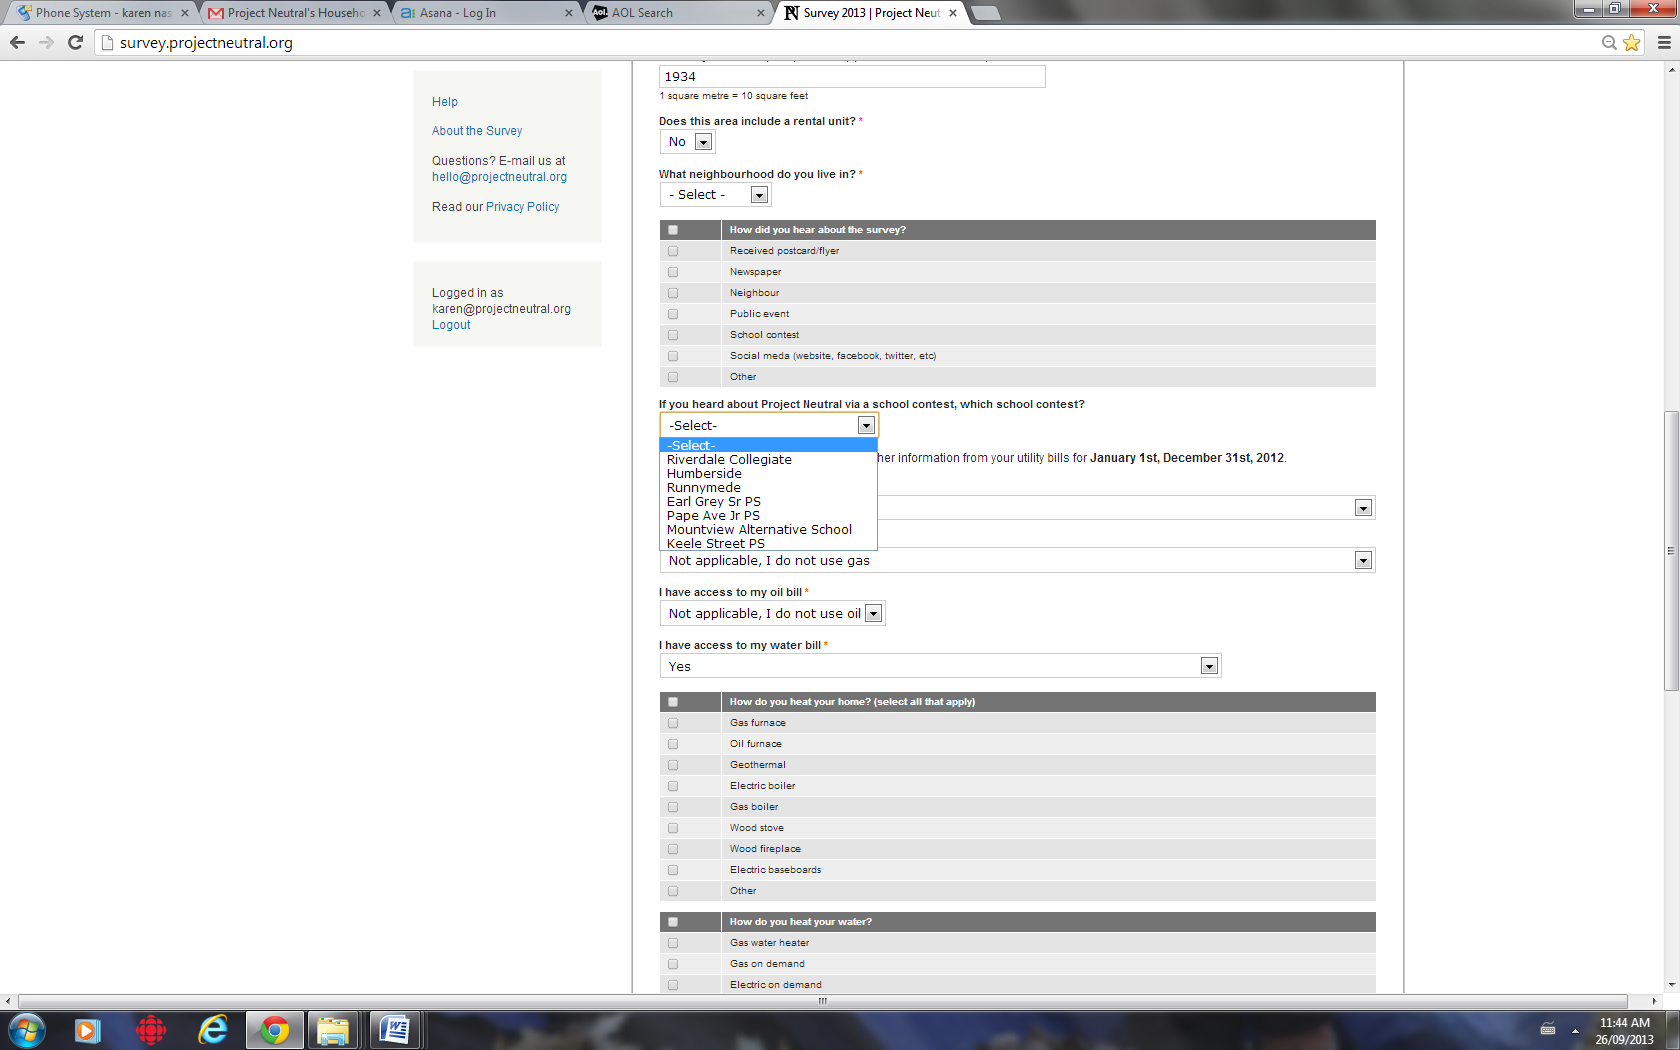 Phone System - karen nas
Project Neutral's Househo
Asana - Log In
AOL Search
Survey 2013 | Project Neut
survey.projectneutral.org
Help
About the Survey
Questions? E-mail us at
hello@projectneutral.org
Read our Privacy Policy
Logged in as
karen@projectneutral.org
Logout
1934
1 square metre = 10 square feet
Does this area include a rental unit? *
No
What neighbourhood do you live in? *
- Select -
How did you hear about the survey?
Received postcard/flyer
Newspaper
Neighbour
Public event
School contest
Social meda (website, facebook, twitter, etc)
Other
If you heard about Project Neutral via a school contest, which school contest?
-Select-
-Select-
Riverdale Collegiate
Humberside
Runnymede
Earl Grey Sr PS
Pape Ave Jr PS
Mountview Alternative School
Keele Street PS
her information from your utility bills for January 1st, December 31st, 2012.
Not applicable, I do not use gas
I have access to my oil bill *
Not applicable, I do not use oil
I have access to my water bill *
Yes
How do you heat your home? (select all that apply)
Gas furnace
Oil furnace
Geothermal
Electric boiler
Gas boiler
Wood stove
Wood fireplace
Electric baseboards
Other
How do you heat your water?
Gas water heater
Gas on demand
Electric on demand
11:44 AM
26/09/2013